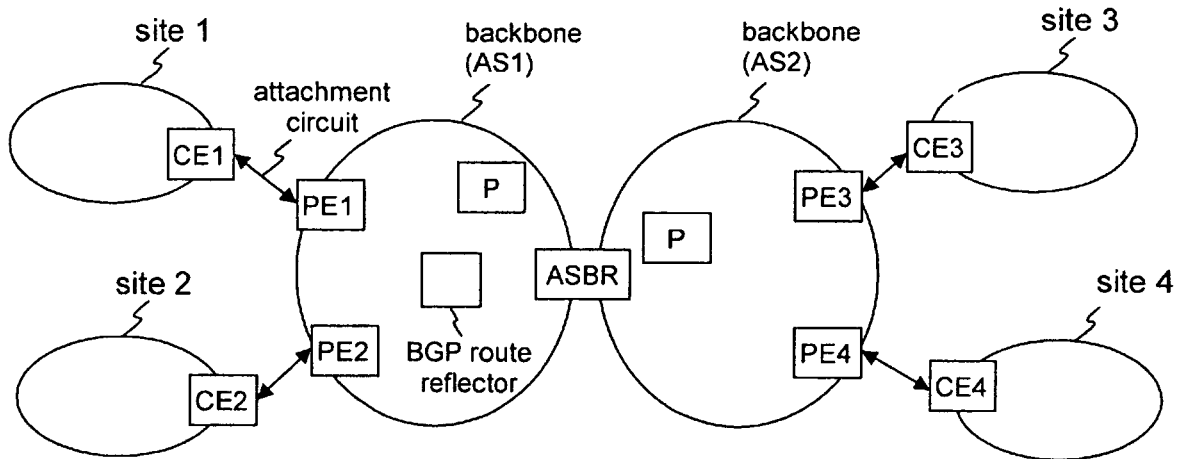 site 1
backbone
(AS1)
backbone
(AS2)
site 3
attachment
circuit
CE1
CE3
PE1
P
P
PE3
ASBR
site 2
site 4
PE2
BGP route
reflector
PE4
CE2
CE4